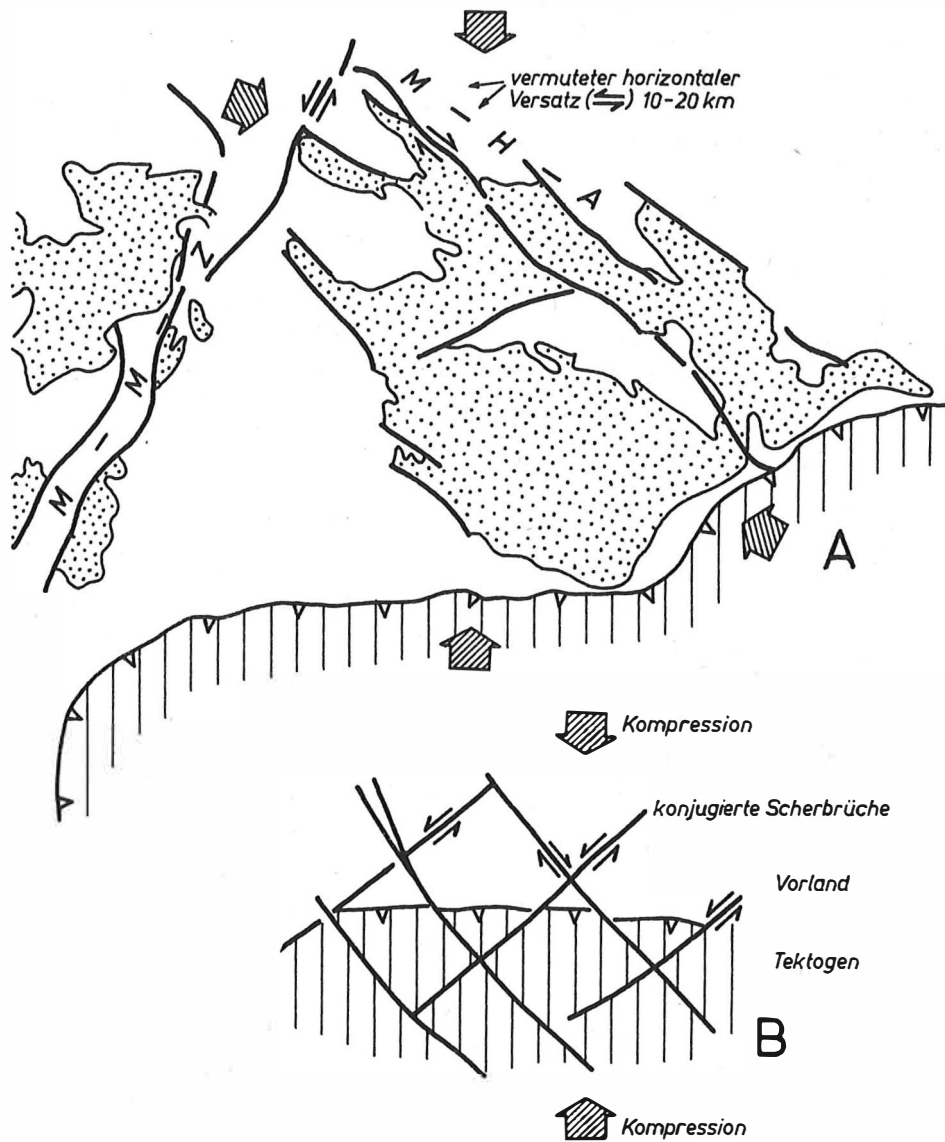 M – H – A
vermuteter horizontaler
Versatz (⇌) 10-20 km
M – M Z
A
Kompression
konjugierte Scherbrüche
Vorland
Tektogen
B
Kompression